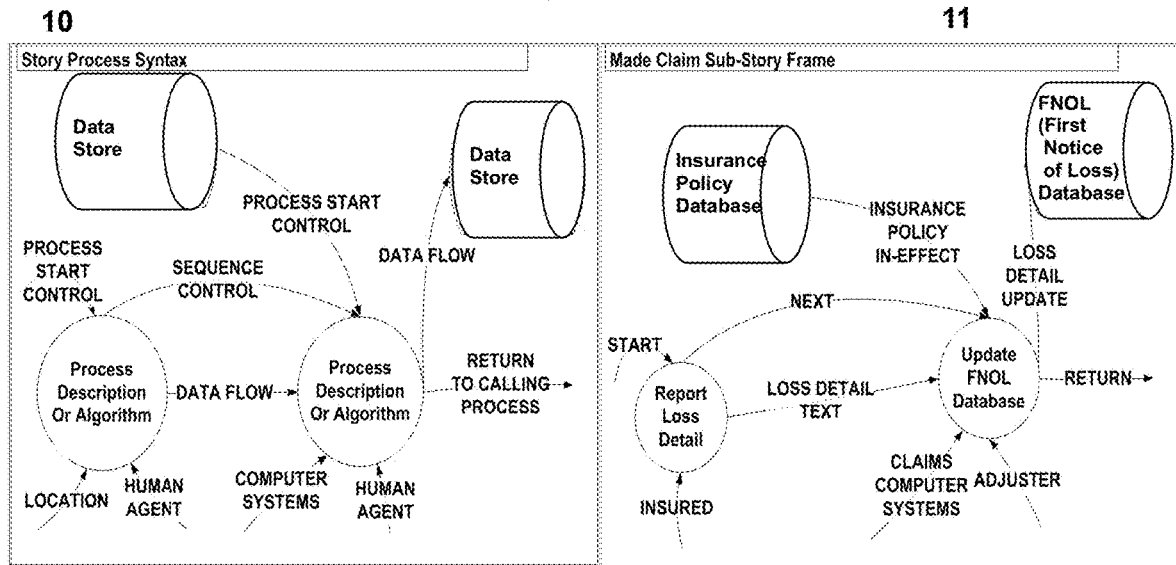 10
11
Story Process Syntax
Data
Store
Data
Store
PROCESS START
CONTROL
PROCESS
START
CONTROL
SEQUENCE
CONTROL
DATA FLOW
Process
Description
Or Algorithm
DATA FLOW
Process
Description
Or Algorithm
RETURN
TO CALLING
PROCESS
LOCATION
HUMAN
AGENT
COMPUTER
SYSTEMS
HUMAN
AGENT
Made Claim Sub-Story Frame
Insurance
Policy
Database
FNOL
(First
Notice
of Loss)
Database
INSURANCE
POLICY
IN-EFFECT
LOSS
DETAIL
UPDATE
NEXT
START
Report
Loss
Detail
LOSS DETAIL
TEXT
Update
FNOL
Database
RETURN
INSURED
CLAIMS
COMPUTER
SYSTEMS
ADJUSTER